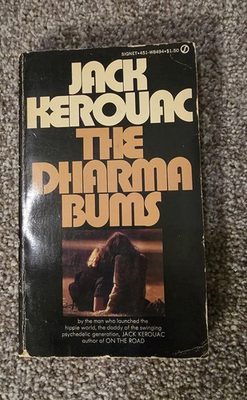 SIGNET•451-W8494•$1.50
JACK
KEROUAC
THE
DHARMA
BUMS
by the man who launched the
hippie world, the daddy of the swinging
psychedelic generation, JACK KEROUAC
author of ON THE ROAD